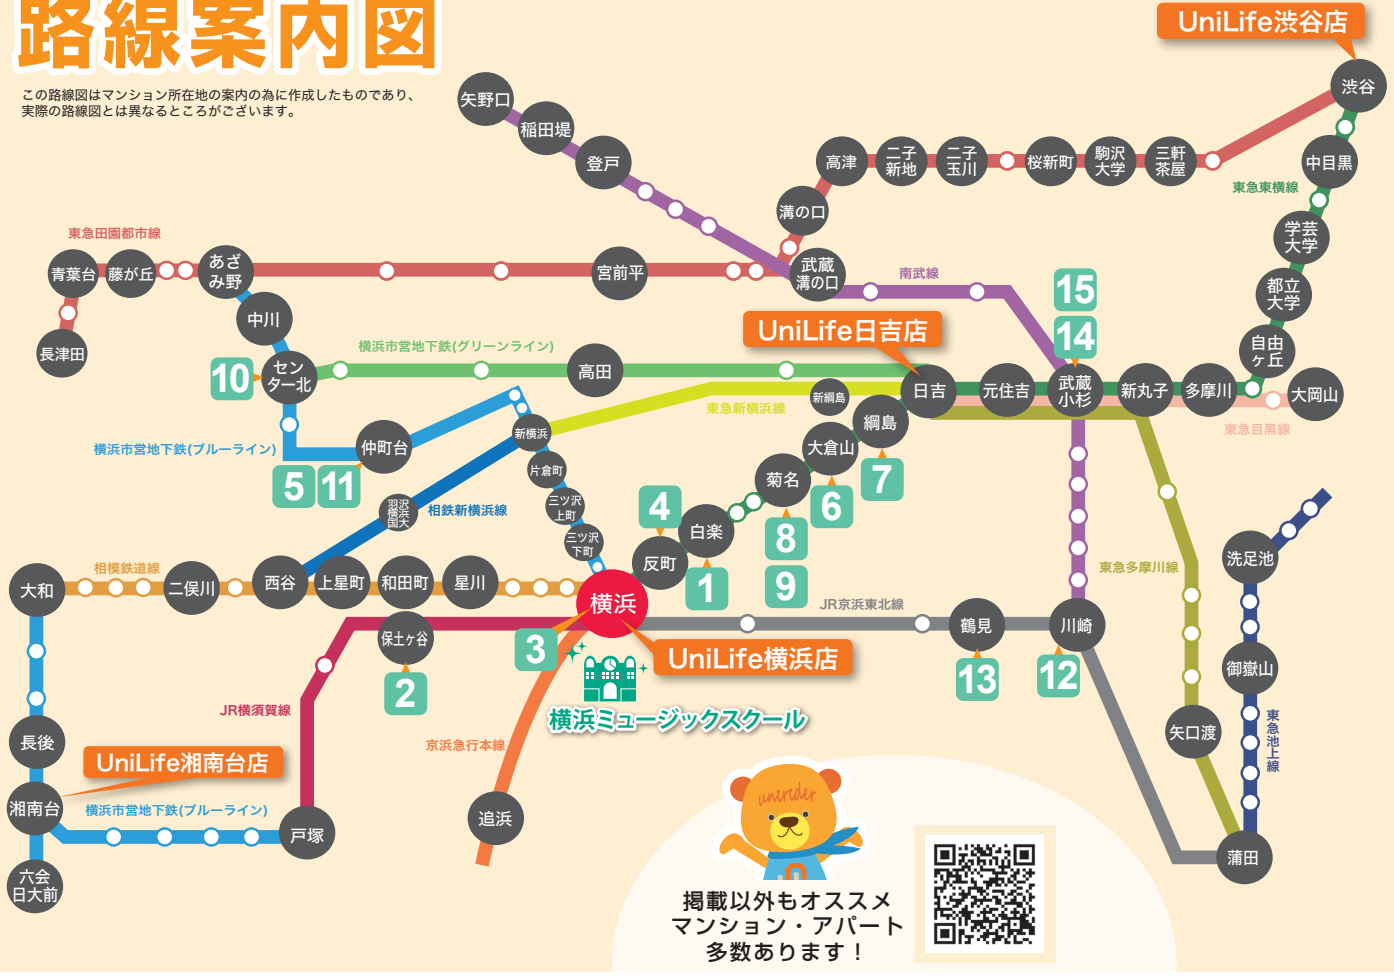 路線案内図
この路線図はマンション所在地の案内の為に作成したものであり、
実際の路線図とは異なるところがございます。
UniLife渋谷店
渋谷
中目黒
東急東横線
学芸
大学
都立
大学
自由
ヶ丘
矢野口
稲田堤
登戸
高津
二子
新地
二子
玉川
桜新町
駒沢
大学
三軒
茶屋
溝の口
武蔵
溝の口
東急田園都市線
青葉台
藤が丘
あざ
み野
宮前平
長津田
中川
南武線
15
14
UniLife日吉店
横浜市営地下鉄(グリーンライン)
10
セン
ター北
高田
日吉
元住吉
武蔵
小杉
新丸子
多摩川
大岡山
新綱島
東急新横浜線
東急目黒線
綱島
7
大倉山
6
横浜市営地下鉄(ブルーライン)
仲町台
5
11
新横浜
片倉町
三ツ沢
上町
三ツ沢
下町
羽沢
横浜
国大
相鉄新横浜線
菊名
8
9
4
白楽
1
反町
相模鉄道線
大和
二俣川
西谷
上星町
和田町
星川
横浜
JR京浜東北線
鶴見
13
川崎
12
東急多摩川線
洗足池
御嶽山
東急池上線
矢口渡
蒲田
保土ヶ谷
2
3
UniLife横浜店
横浜ミュージックスクール
JR横須賀線
京浜急行本線
追浜
長後
UniLife湘南台店
湘南台
横浜市営地下鉄(ブルーライン)
戸塚
六会
日大前
unirider
掲載以外もオススメ
マンション・アパート
多数あります！